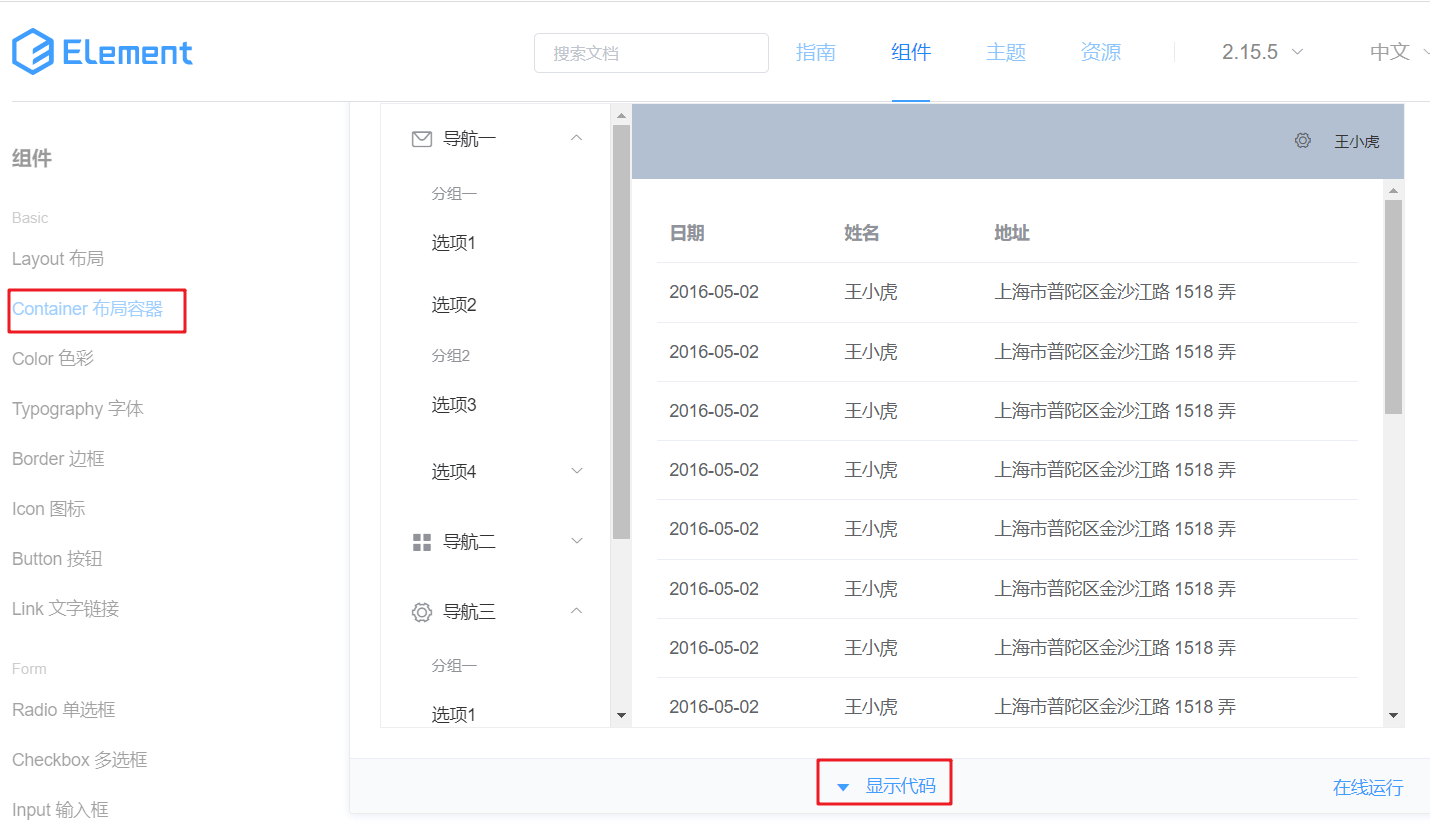 Element
搜索文档
指南
组件
主题
资源
2.15.5
中文
组件
Basic
Layout 布局
Container 布局容器
Color 色彩
Typography 字体
Border 边框
Icon 图标
Button 按钮
Link 文字链接
Form
Radio 单选框
Checkbox 多选框
Input 输入框
导航一
分组一
选项1
选项2
分组2
选项3
选项4
导航二
导航三
分组一
选项1
王小虎
日期 姓名 地址
2016-05-02 王小虎 上海市普陀区金沙江路 1518 弄
2016-05-02 王小虎 上海市普陀区金沙江路 1518 弄
2016-05-02 王小虎 上海市普陀区金沙江路 1518 弄
2016-05-02 王小虎 上海市普陀区金沙江路 1518 弄
2016-05-02 王小虎 上海市普陀区金沙江路 1518 弄
2016-05-02 王小虎 上海市普陀区金沙江路 1518 弄
2016-05-02 王小虎 上海市普陀区金沙江路 1518 弄
2016-05-02 王小虎 上海市普陀区金沙江路 1518 弄
显示代码
在线运行